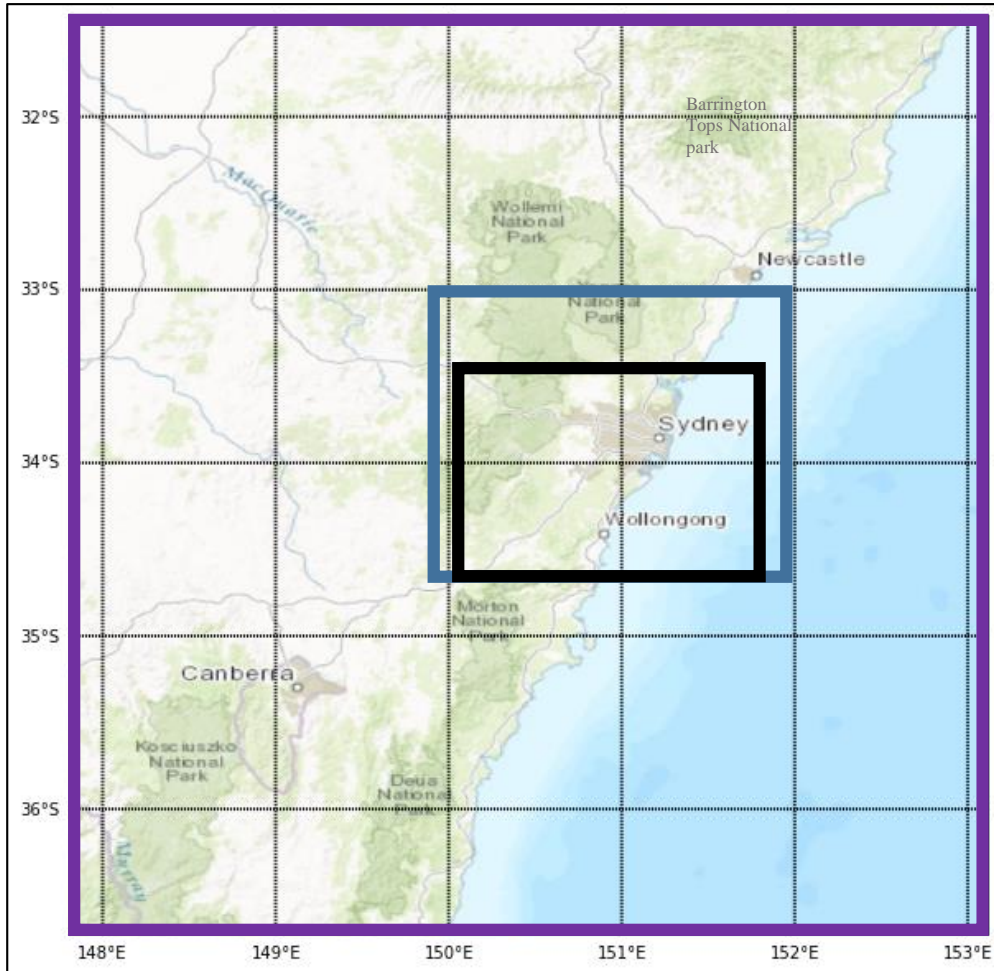 Barrington
Tops National
park
32°S
MacQuarie
Wollemi
National
Park
Newcastle
33°S
National
Park
Sydney
34°S
Wollongong
Morton
National
Park
35°S
Canberra
Kosciuszko
National
Park
Deua
National
Park
36°S
Murray
148°E 149°E 150°E 151°E 152°E 153°E